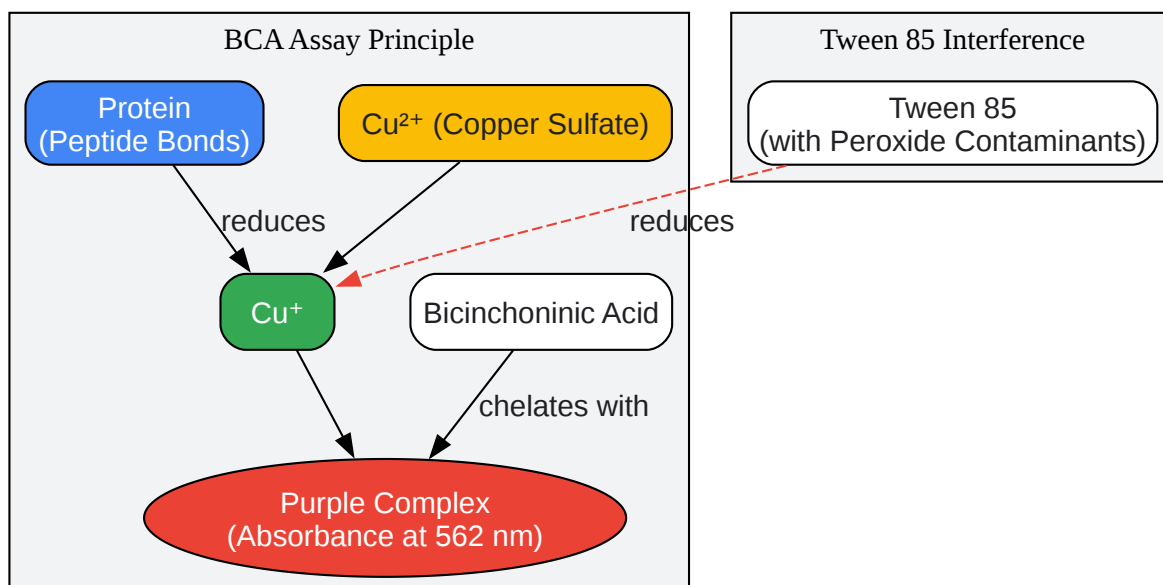 BCA Assay Principle
Tween 85 Interference
Protein
(Peptide Bonds)
Cu²⁺ (Copper Sulfate)
Tween 85
(with Peroxide Contaminants)
reduces
reduces
Cu⁺
Bicinchoninic Acid
chelates with
Purple Complex
(Absorbance at 562 nm)